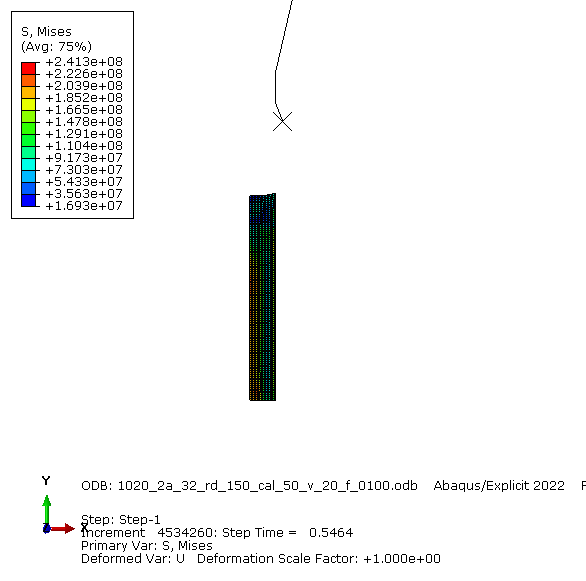 S, Mises
(Avg: 75%)
+2.413e+08
+2.226e+08
+2.039e+08
+1.852e+08
+1.665e+08
+1.478e+08
+1.291e+08
+1.104e+08
+9.173e+07
+7.303e+07
+5.433e+07
+3.563e+07
+1.693e+07
Y
X
ODB: 1020_2a_32_rd_150_cal_50_v_20_f_0100.odb Abaqus/Explicit 2022 F
Step: Step-1
Increment 4534260: Step Time = 0.5464
Primary Var: S, Mises
Deformed Var: U Deformation Scale Factor: +1.000e+00